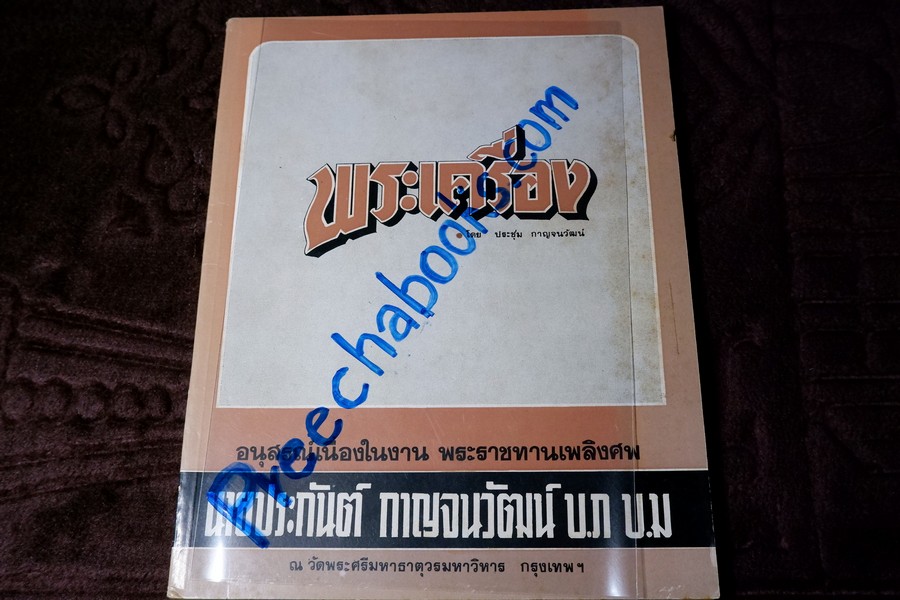 พระเครื่อง
โดย ประชุม กาญจนวัฒน์
Preechabooks.com
อนุสรณ์เนื่องในงาน พระราชทานเพลิงศพ
นายประกันต์ กาญจนวัฒน์ บ.ภ บ.ม
ณ วัดพระศรีมหาธาตุวรมหาวิหาร กรุงเทพฯ